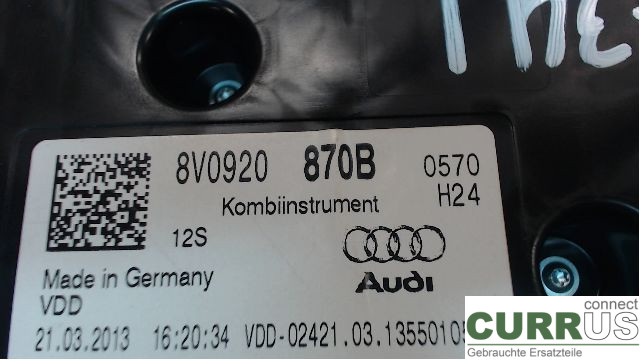 8V0920 870B 0570
Kombiinstrument H24
12S
Audi
Made in Germany
VDD
21.03.2013 16:20:34 VDD-02421.03.1355010
connect
CURRUS
Gebrauchte Ersatzteile